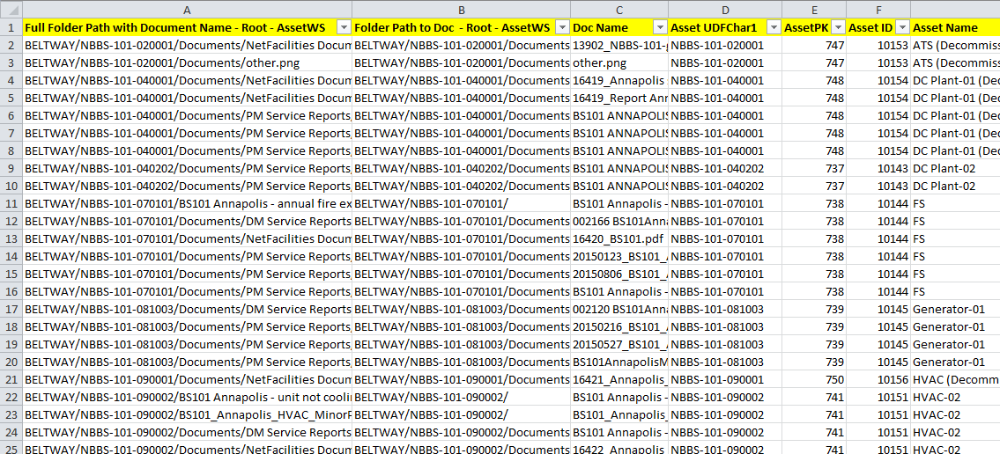 A B C D E F
1 Full Folder Path with Document Name - Root - AssetWS Folder Path to Doc - Root - AssetWS Doc Name Asset UDFChar1 AssetPK Asset ID Asset Name
2 BELTWAY/NBBS-101-020001/Documents/NetFacilities Docum BELTWAY/NBBS-101-020001/Documents 13902_NBBS-101- NBBS-101-020001 747 10153 ATS (Decommiss
3 BELTWAY/NBBS-101-020001/Documents/other.png BELTWAY/NBBS-101-020001/Documents other.png NBBS-101-020001 747 10153 ATS (Decommiss
4 BELTWAY/NBBS-101-040001/Documents/NetFacilities Docum BELTWAY/NBBS-101-040001/Documents 16419_Annapolis NBBS-101-040001 748 10154 DC Plant-01 (Dec
5 BELTWAY/NBBS-101-040001/Documents/NetFacilities Docum BELTWAY/NBBS-101-040001/Documents 16419_Report Ann NBBS-101-040001 748 10154 DC Plant-01 (Dec
6 BELTWAY/NBBS-101-040001/Documents/PM Service Reports/ BELTWAY/NBBS-101-040001/Documents BS101 ANNAPOLIS NBBS-101-040001 748 10154 DC Plant-01 (Dec
7 BELTWAY/NBBS-101-040001/Documents/PM Service Reports/ BELTWAY/NBBS-101-040001/Documents BS101 ANNAPOLIS NBBS-101-040001 748 10154 DC Plant-01 (Dec
8 BELTWAY/NBBS-101-040001/Documents/PM Service Reports/ BELTWAY/NBBS-101-040001/Documents BS101 ANNAPOLIS NBBS-101-040001 748 10154 DC Plant-01 (Dec
9 BELTWAY/NBBS-101-040202/Documents/PM Service Reports/ BELTWAY/NBBS-101-040202/Documents BS101 ANNAPOLIS NBBS-101-040202 737 10143 DC Plant-02
10 BELTWAY/NBBS-101-040202/Documents/PM Service Reports/ BELTWAY/NBBS-101-040202/Documents BS101 ANNAPOLIS NBBS-101-040202 737 10143 DC Plant-02
11 BELTWAY/NBBS-101-070101/BS101 Annapolis - annual fire ex BELTWAY/NBBS-101-070101/ BS101 Annapolis - NBBS-101-070101 738 10144 FS
12 BELTWAY/NBBS-101-070101/Documents/DM Service Reports BELTWAY/NBBS-101-070101/Documents 002166 BS101Ann NBBS-101-070101 738 10144 FS
13 BELTWAY/NBBS-101-070101/Documents/NetFacilities Docum BELTWAY/NBBS-101-070101/Documents 16420_BS101.pdf NBBS-101-070101 738 10144 FS
14 BELTWAY/NBBS-101-070101/Documents/PM Service Reports/ BELTWAY/NBBS-101-070101/Documents 20150123_BS101_ NBBS-101-070101 738 10144 FS
15 BELTWAY/NBBS-101-070101/Documents/PM Service Reports/ BELTWAY/NBBS-101-070101/Documents 20150806_BS101_ NBBS-101-070101 738 10144 FS
16 BELTWAY/NBBS-101-070101/Documents/PM Service Reports/ BELTWAY/NBBS-101-070101/Documents BS101 Annapolis - NBBS-101-070101 738 10144 FS
17 BELTWAY/NBBS-101-081003/Documents/DM Service Reports BELTWAY/NBBS-101-081003/Documents 002120 BS101Ann NBBS-101-081003 739 10145 Generator-01
18 BELTWAY/NBBS-101-081003/Documents/PM Service Reports/ BELTWAY/NBBS-101-081003/Documents 20150216_BS101_ NBBS-101-081003 739 10145 Generator-01
19 BELTWAY/NBBS-101-081003/Documents/PM Service Reports/ BELTWAY/NBBS-101-081003/Documents 20150527_BS101_ NBBS-101-081003 739 10145 Generator-01
20 BELTWAY/NBBS-101-081003/Documents/PM Service Reports/ BELTWAY/NBBS-101-081003/Documents BS101AnnapolisM NBBS-101-081003 739 10145 Generator-01
21 BELTWAY/NBBS-101-090001/Documents/NetFacilities Docum BELTWAY/NBBS-101-090001/Documents 16421_Annapolis_ NBBS-101-090001 750 10156 HVAC (Decomm
22 BELTWAY/NBBS-101-090002/BS101 Annapolis - unit not cooli BELTWAY/NBBS-101-090002/ BS101 Annapolis - NBBS-101-090002 741 10151 HVAC-02
23 BELTWAY/NBBS-101-090002/BS101_Annapolis_HVAC_MinorF BELTWAY/NBBS-101-090002/ BS101_Annapolis_ NBBS-101-090002 741 10151 HVAC-02
24 BELTWAY/NBBS-101-090002/Documents/DM Service Reports BELTWAY/NBBS-101-090002/Documents BS101 Annapolis - NBBS-101-090002 741 10151 HVAC-02
25 BELTWAY/NBBS-101-090002/Documents/NetFacilities Docum BELTWAY/NBBS-101-090002/Documents 16422_Annapolis_ NBBS-101-090002 741 10151 HVAC-02